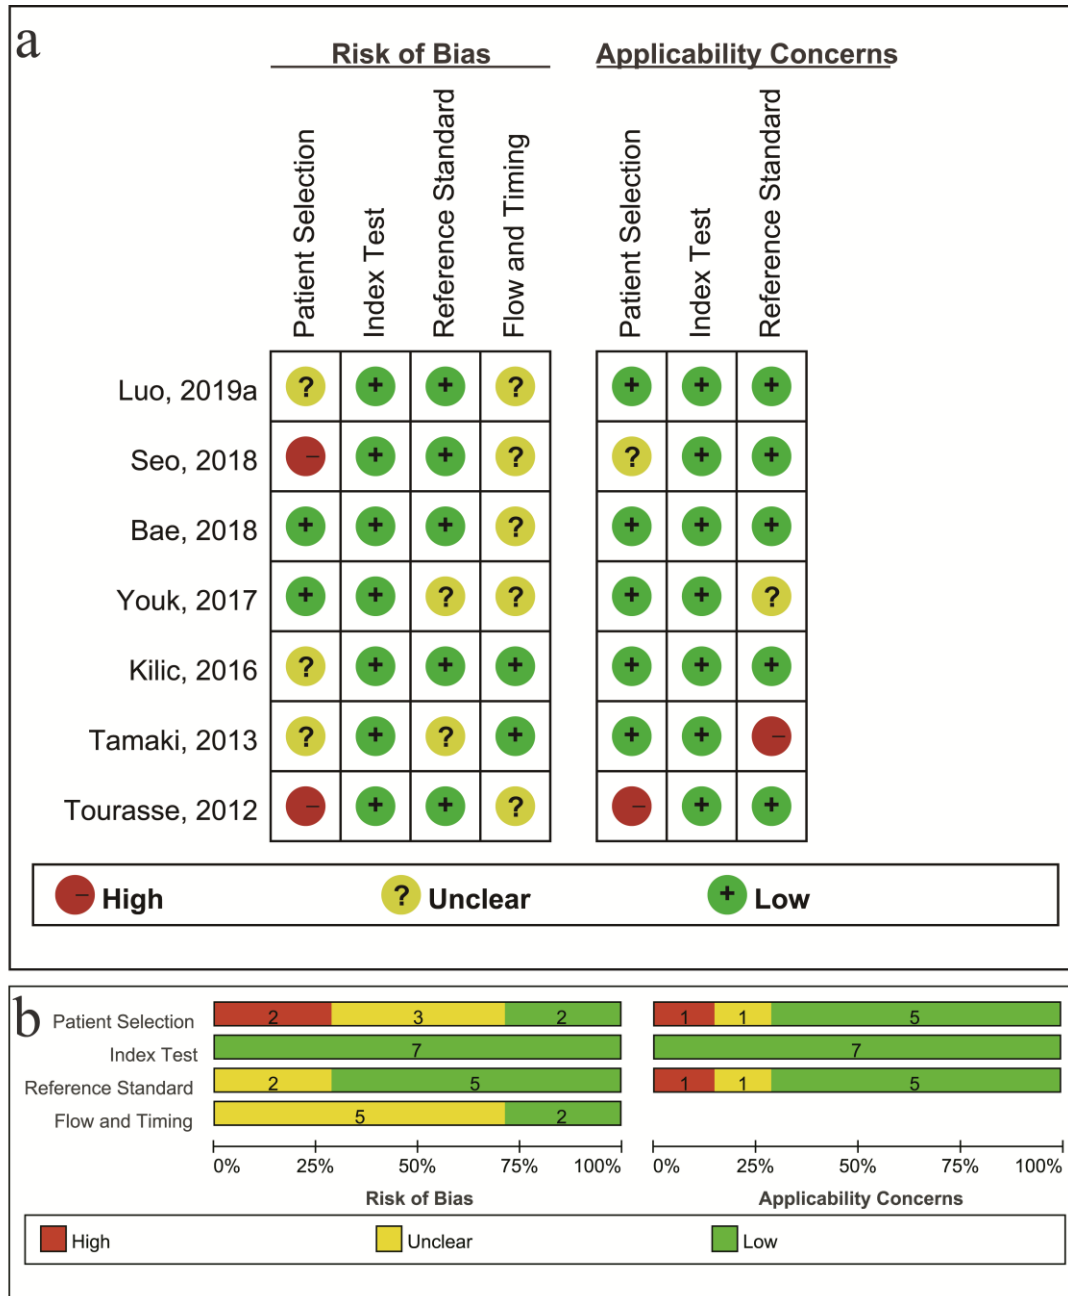 a
Risk of Bias
Applicability Concerns
Patient Selection
Index Test
Reference Standard
Flow and Timing
Patient Selection
Index Test
Reference Standard
Luo, 2019a ? + + ? + + +
Seo, 2018 – + + ? ? + +
Bae, 2018 + + + ? + + +
Youk, 2017 + + ? ? + + ?
Kilic, 2016 ? + + + + + +
Tamaki, 2013 ? + ? + + + –
Tourasse, 2012 – + + ? – + +
– High ? Unclear + Low
b
Patient Selection 2 3 2 1 1 5
Index Test 7 7
Reference Standard 2 5 1 1 5
Flow and Timing 5 2
0% 25% 50% 75% 100% 0% 25% 50% 75% 100%
Risk of Bias Applicability Concerns
High Unclear Low